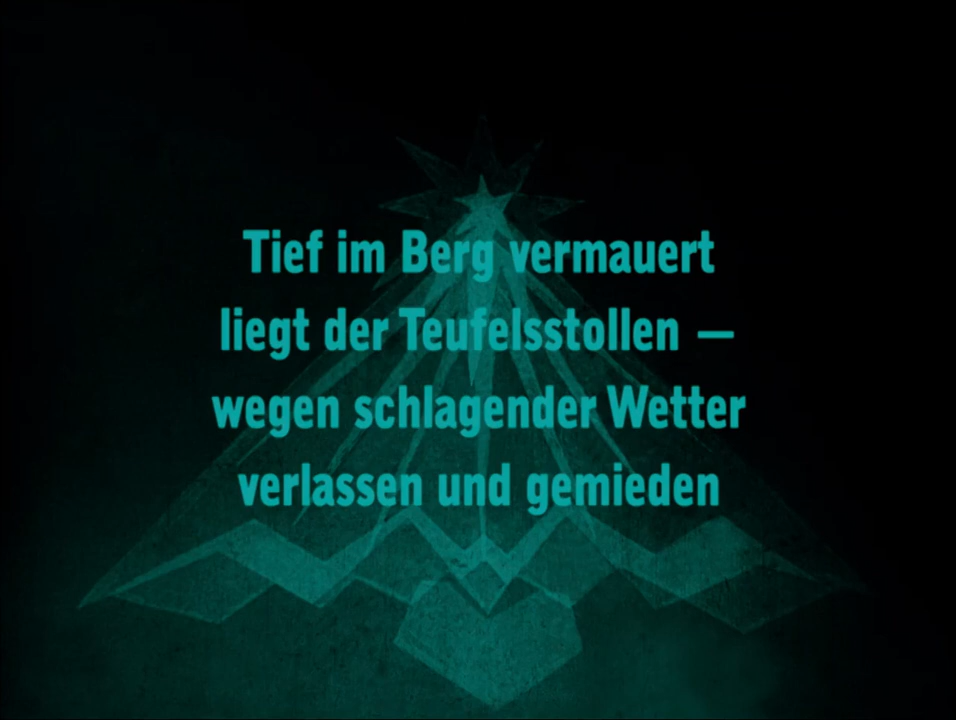 Tief im Berg vermauert
liegt der Teufelsstollen –
wegen schlagender Wetter
verlassen und gemieden